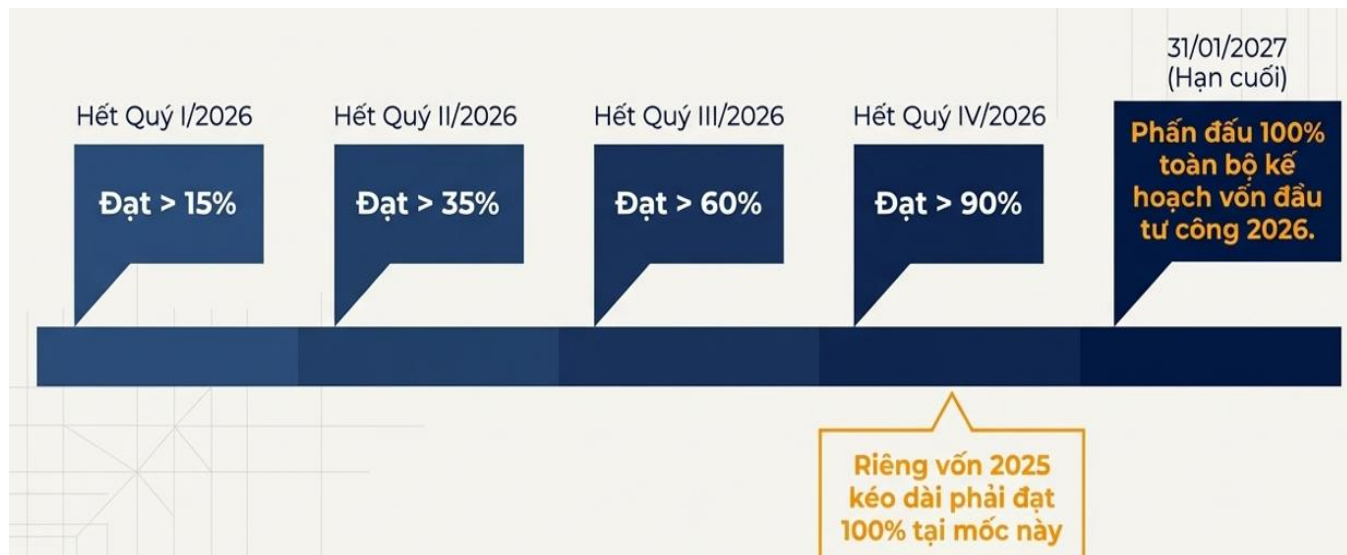 Hết Quý I/2026
Đạt > 15%
Hết Quý II/2026
Đạt > 35%
Hết Quý III/2026
Đạt > 60%
Hết Quý IV/2026
Đạt > 90%
31/01/2027
(Hạn cuối)
Phấn đấu 100%
toàn bộ kế
hoạch vốn đầu
tư công 2026.
Riêng vốn 2025
kéo dài phải đạt
100% tại mốc này